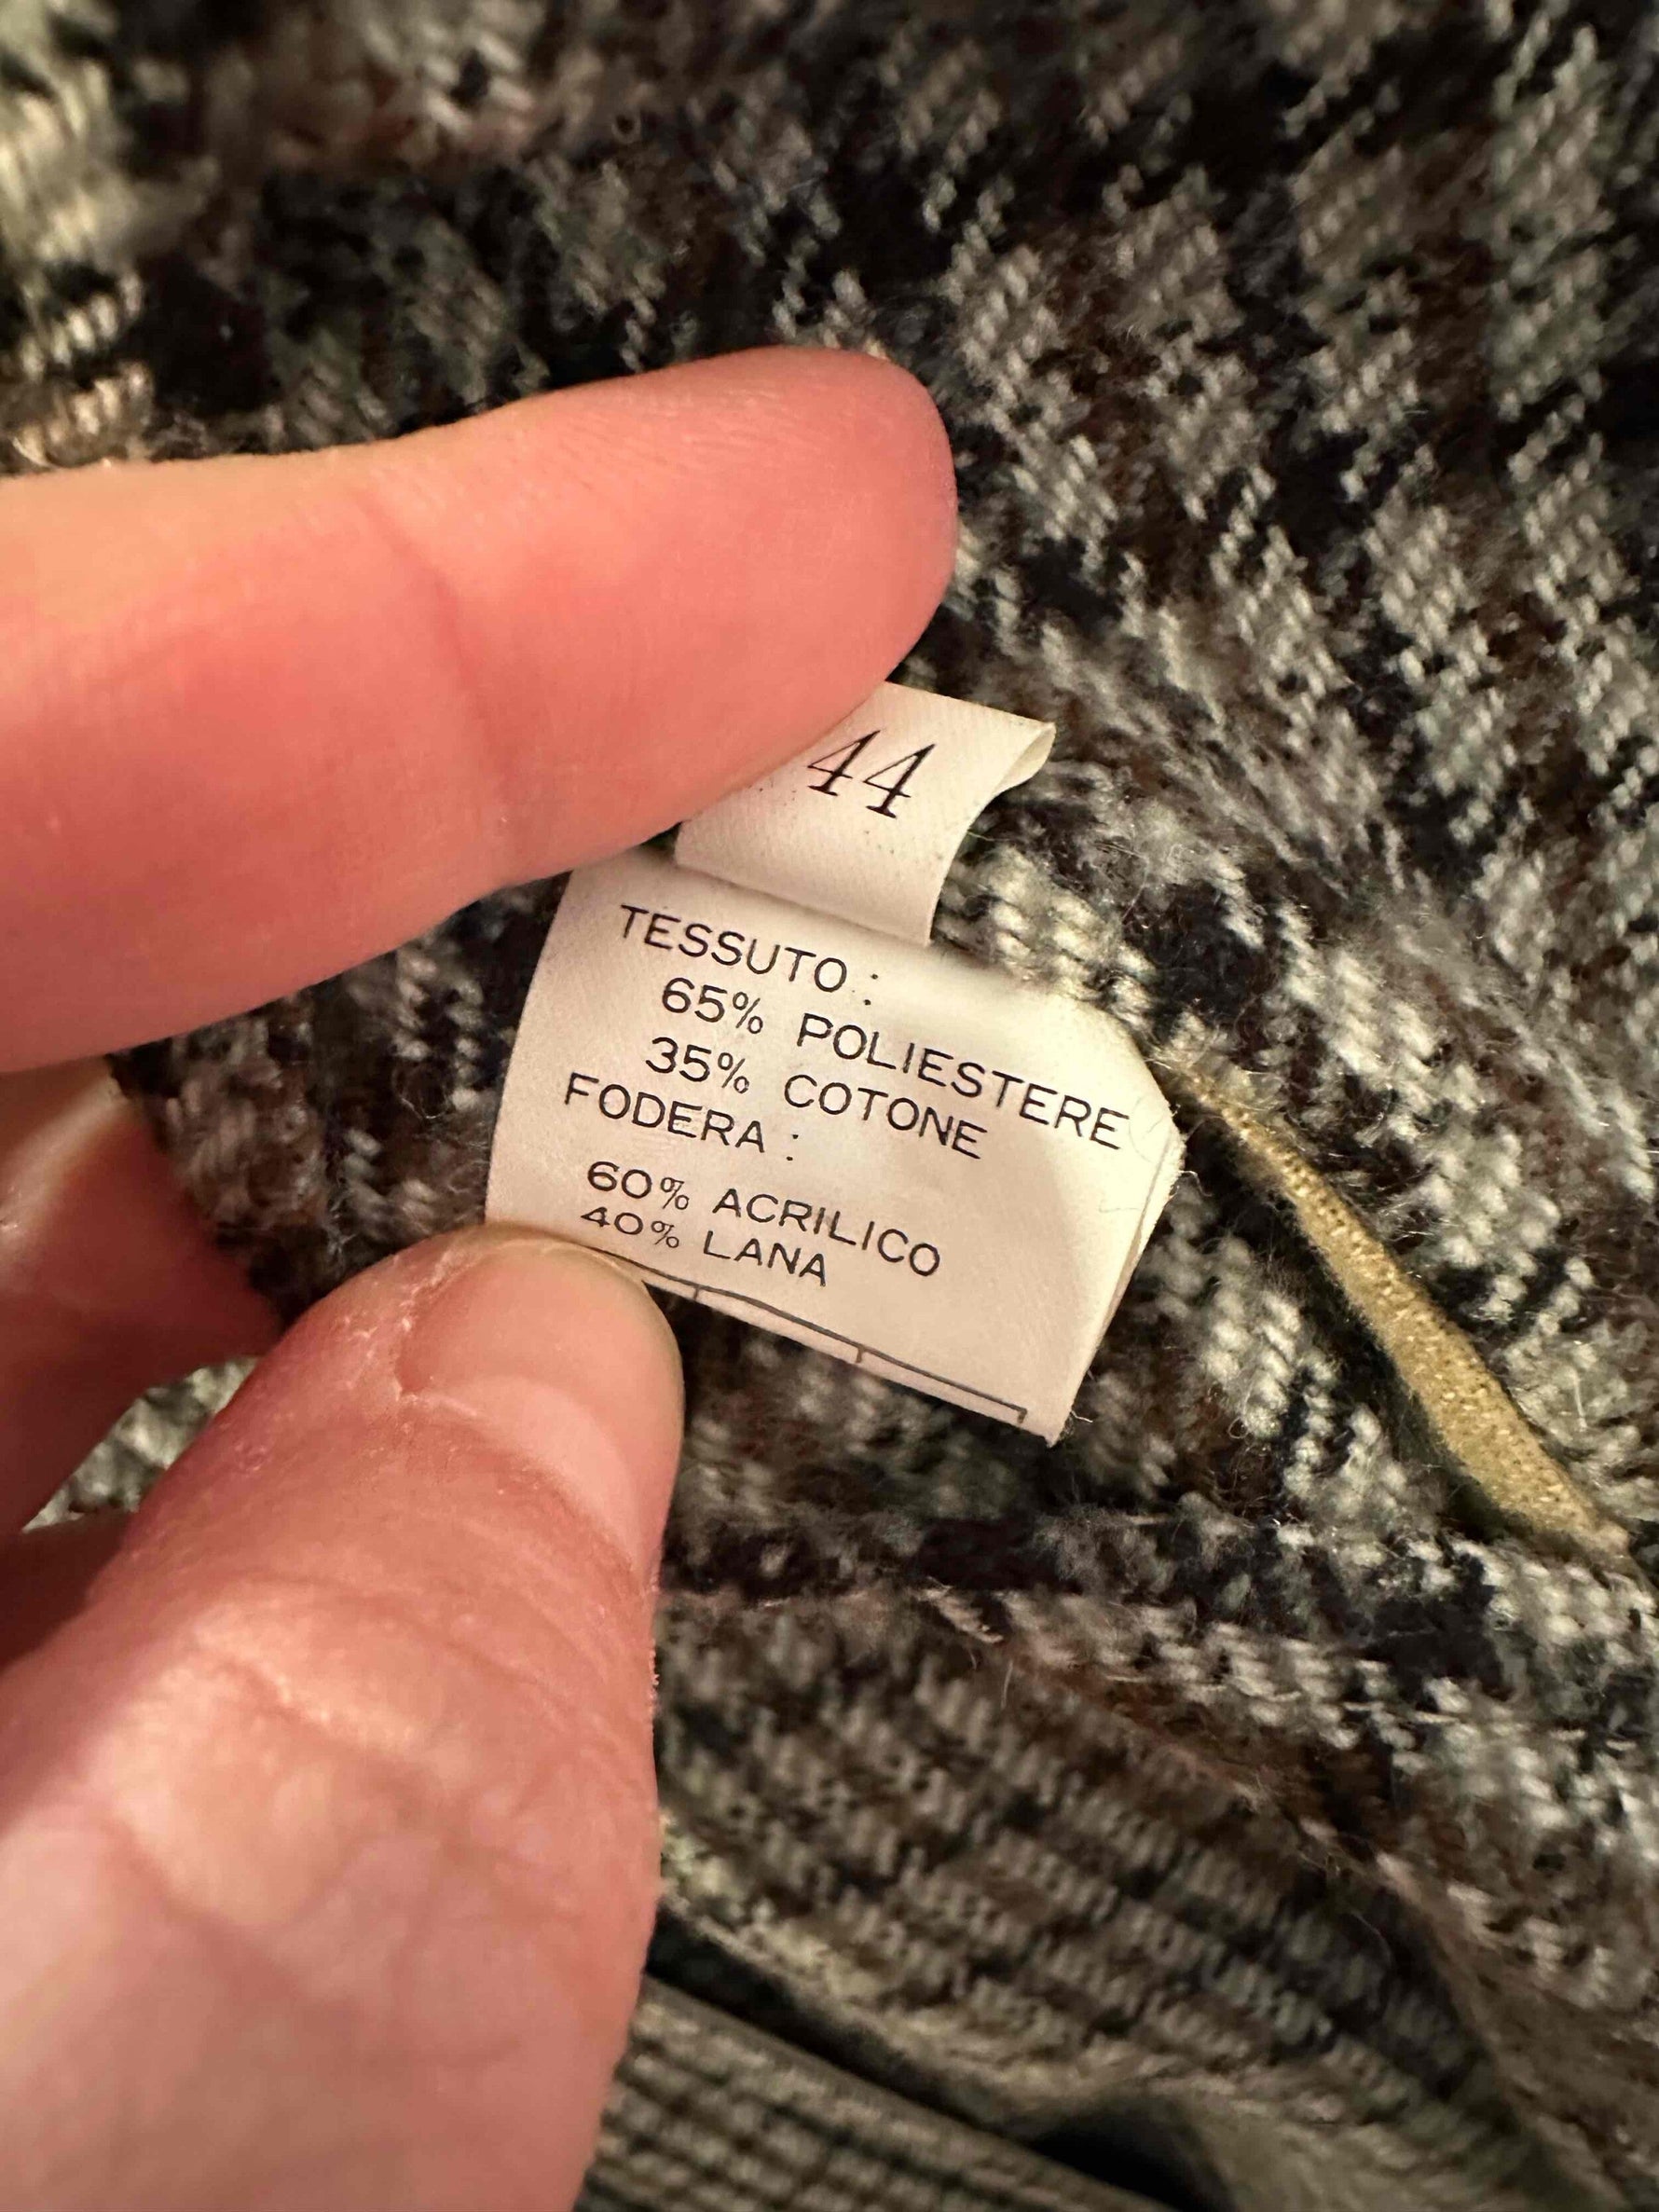 44
TESSUTO :
65% POLIESTERE
35% COTONE
FODERA :
60% ACRILICO
40% LANA